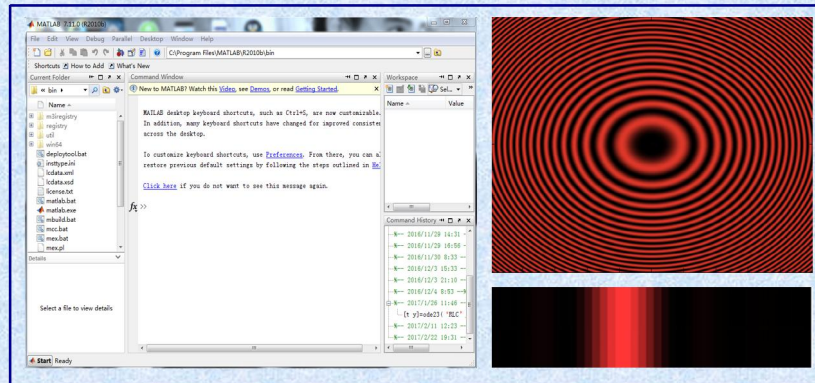 MATLAB 7.11.0 (R2010b)
File Edit View Debug Parallel Desktop Window Help
C:\Program Files\MATLAB\R2010b\bin
Shortcuts How to Add What's New
Current Folder
« bin
Name
m3iregistry
registry
util
win64
deploytool.bat
insttype.ini
lcdata.xml
lcdata.xsd
license.txt
matlab.bat
matlab.exe
mbuild.bat
mcc.bat
mex.bat
mex.pl
Details
Select a file to view details
Command Window
New to MATLAB? Watch this Video, see Demos, or read Getting Started.
MATLAB desktop keyboard shortcuts, such as Ctrl+S, are now customizable.
In addition, many keyboard shortcuts have changed for improved consisten
across the desktop.
To customize keyboard shortcuts, use Preferences. From there, you can a
restore previous default settings by following the steps outlined in He
Click here if you do not want to see this message again.
fx >>
Workspace
Sel...
Name Value
Command History
%-- 2016/11/29 14:31 --
%-- 2016/11/29 16:56 -
%-- 2016/11/30 8:33 --
%-- 2016/12/3 15:33 --
%-- 2016/12/3 21:10 --
%-- 2016/12/4 8:53 --%
%-- 2017/1/26 11:46 --
[t y]=ode23( 'RLC'
%-- 2017/2/11 12:23 --
%-- 2017/2/22 19:31 --
Start Ready